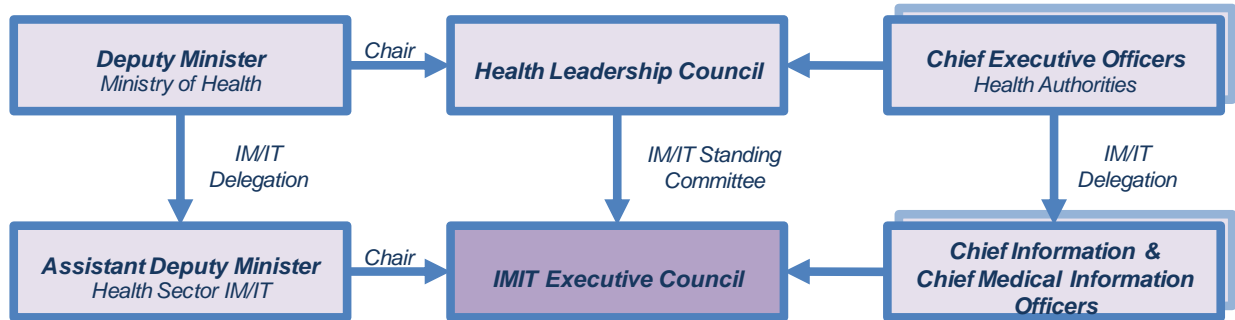 Deputy Minister
Ministry of Health
Chair
Health Leadership Council
Chief Executive Officers
Health Authorities
IM/IT
Delegation
IM/IT Standing
Committee
IM/IT
Delegation
Assistant Deputy Minister
Health Sector IM/IT
Chair
IMIT Executive Council
Chief Information &
Chief Medical Information
Officers